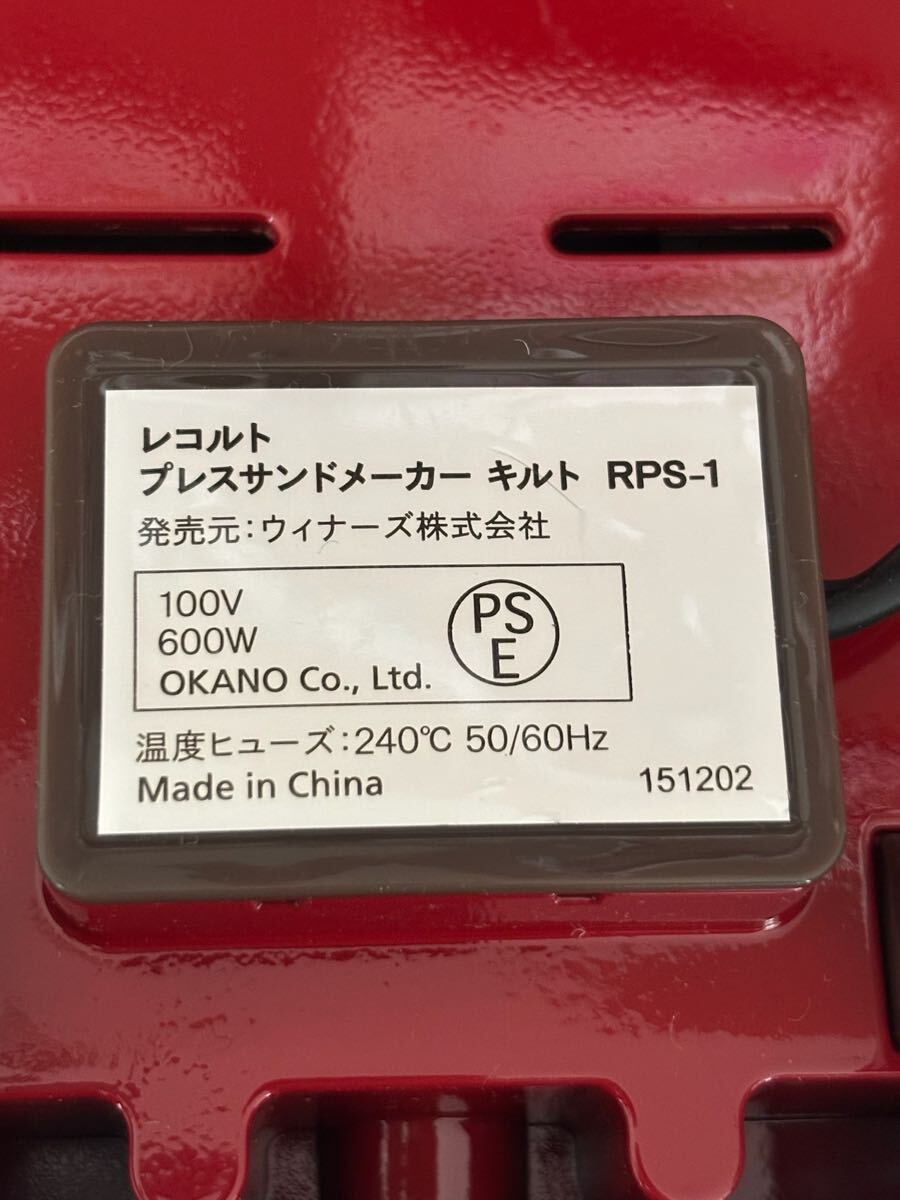 レコルト
プレスサンドメーカー キルト RPS-1
発売元:ウィナーズ株式会社
100V
600W
OKANO Co., Ltd.
PS
E
温度ヒューズ:240℃ 50/60Hz
Made in China
151202